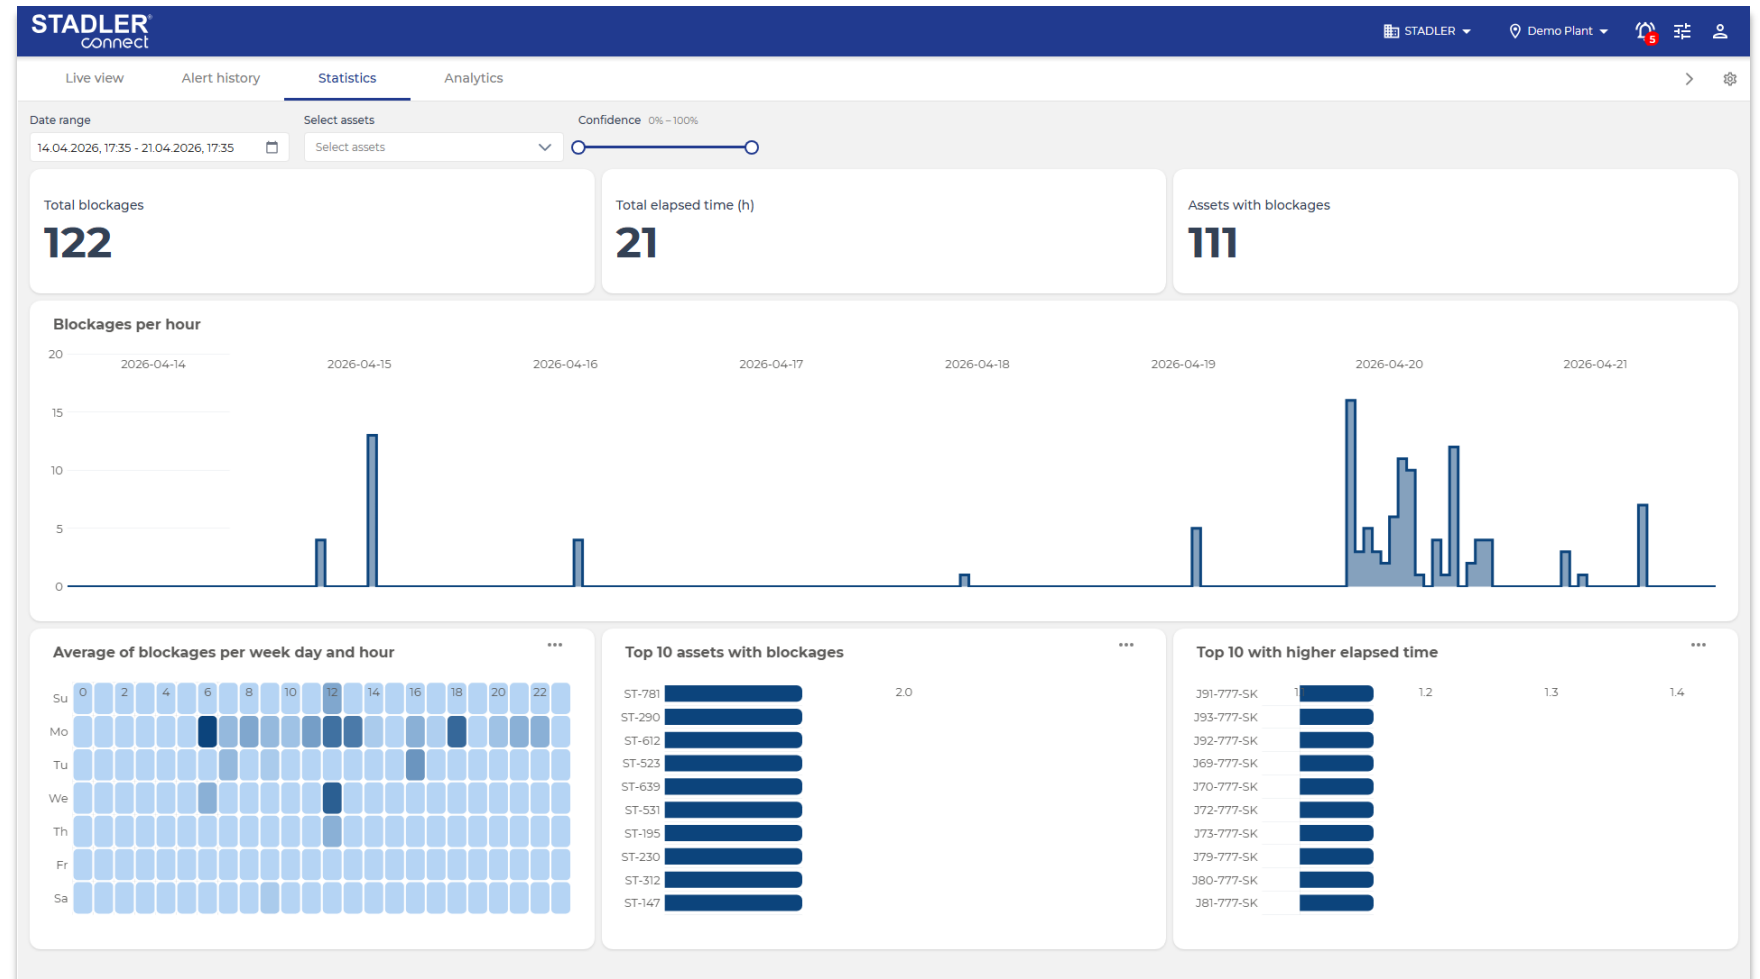 STADLER®
connect
STADLER
Demo Plant
5
Live view
Alert history
Statistics
Analytics
Date range
Select assets
Confidence 0% – 100%
14.04.2026, 17:35 - 21.04.2026, 17:35
Select assets
Total blockages
122
Total elapsed time (h)
21
Assets with blockages
111
Blockages per hour
20
2026-04-14 2026-04-15 2026-04-16 2026-04-17 2026-04-18 2026-04-19 2026-04-20 2026-04-21
15
10
5
0
Average of blockages per week day and hour
0 2 4 6 8 10 12 14 16 18 20 22
Su
Mo
Tu
We
Th
Fr
Sa
Top 10 assets with blockages
ST-781 2.0
ST-290
ST-612
ST-523
ST-639
ST-531
ST-195
ST-230
ST-312
ST-147
Top 10 with higher elapsed time
J91-777-SK 1.1 1.2 1.3 1.4
J93-777-SK
J92-777-SK
J69-777-SK
J70-777-SK
J72-777-SK
J73-777-SK
J79-777-SK
J80-777-SK
J81-777-SK